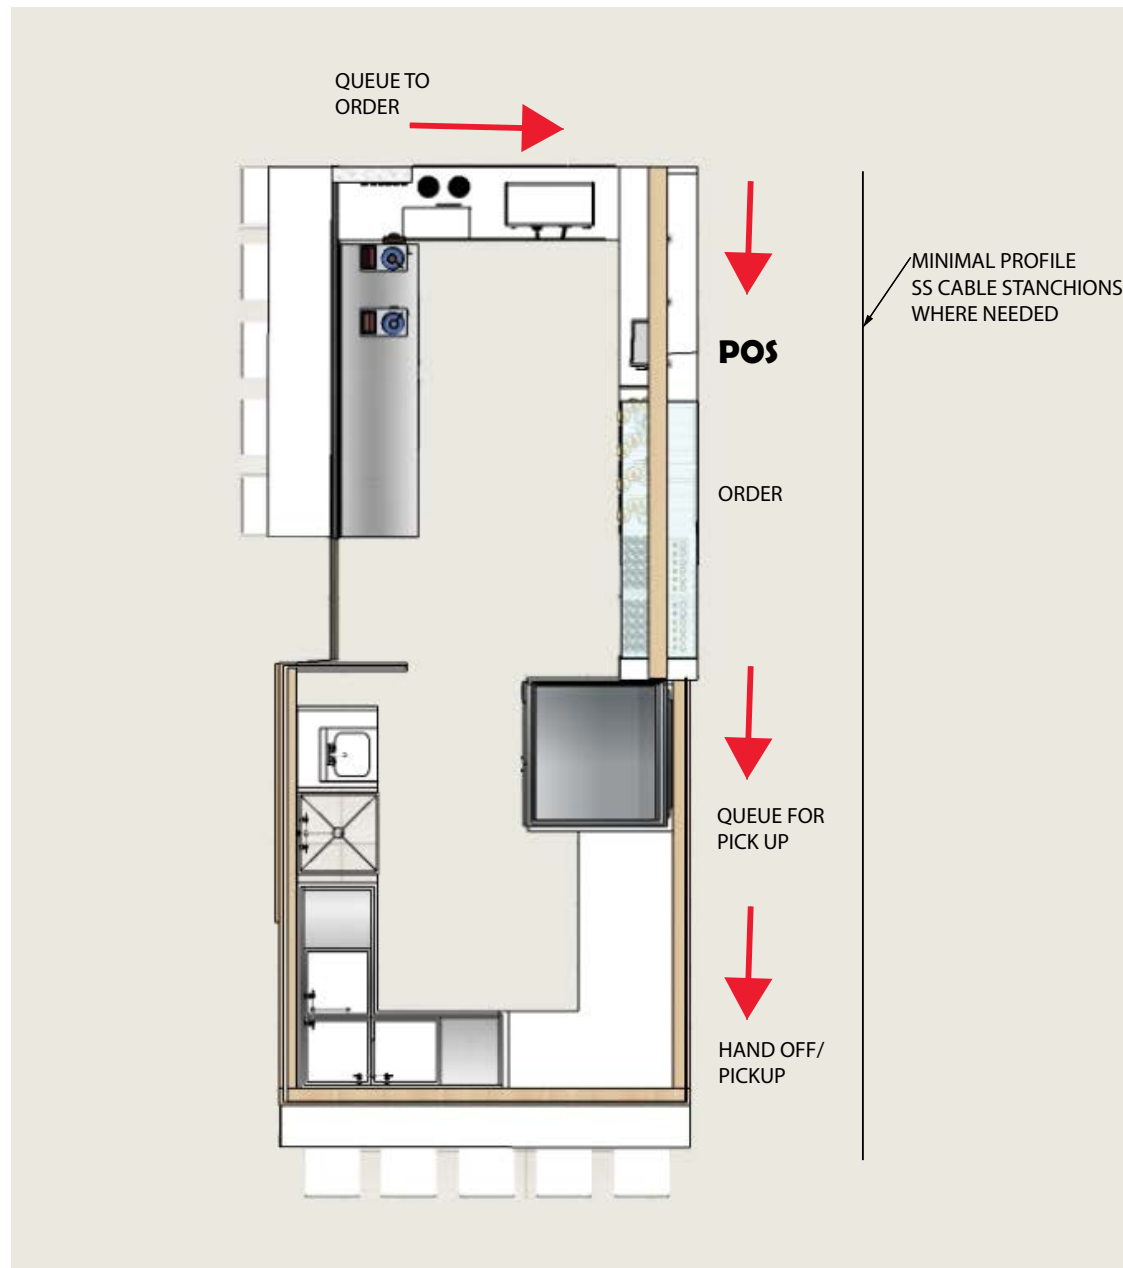 QUEUE TO
ORDER
MINIMAL PROFILE
SS CABLE STANCHIONS
WHERE NEEDED
POS
ORDER
QUEUE FOR
PICK UP
HAND OFF/
PICKUP